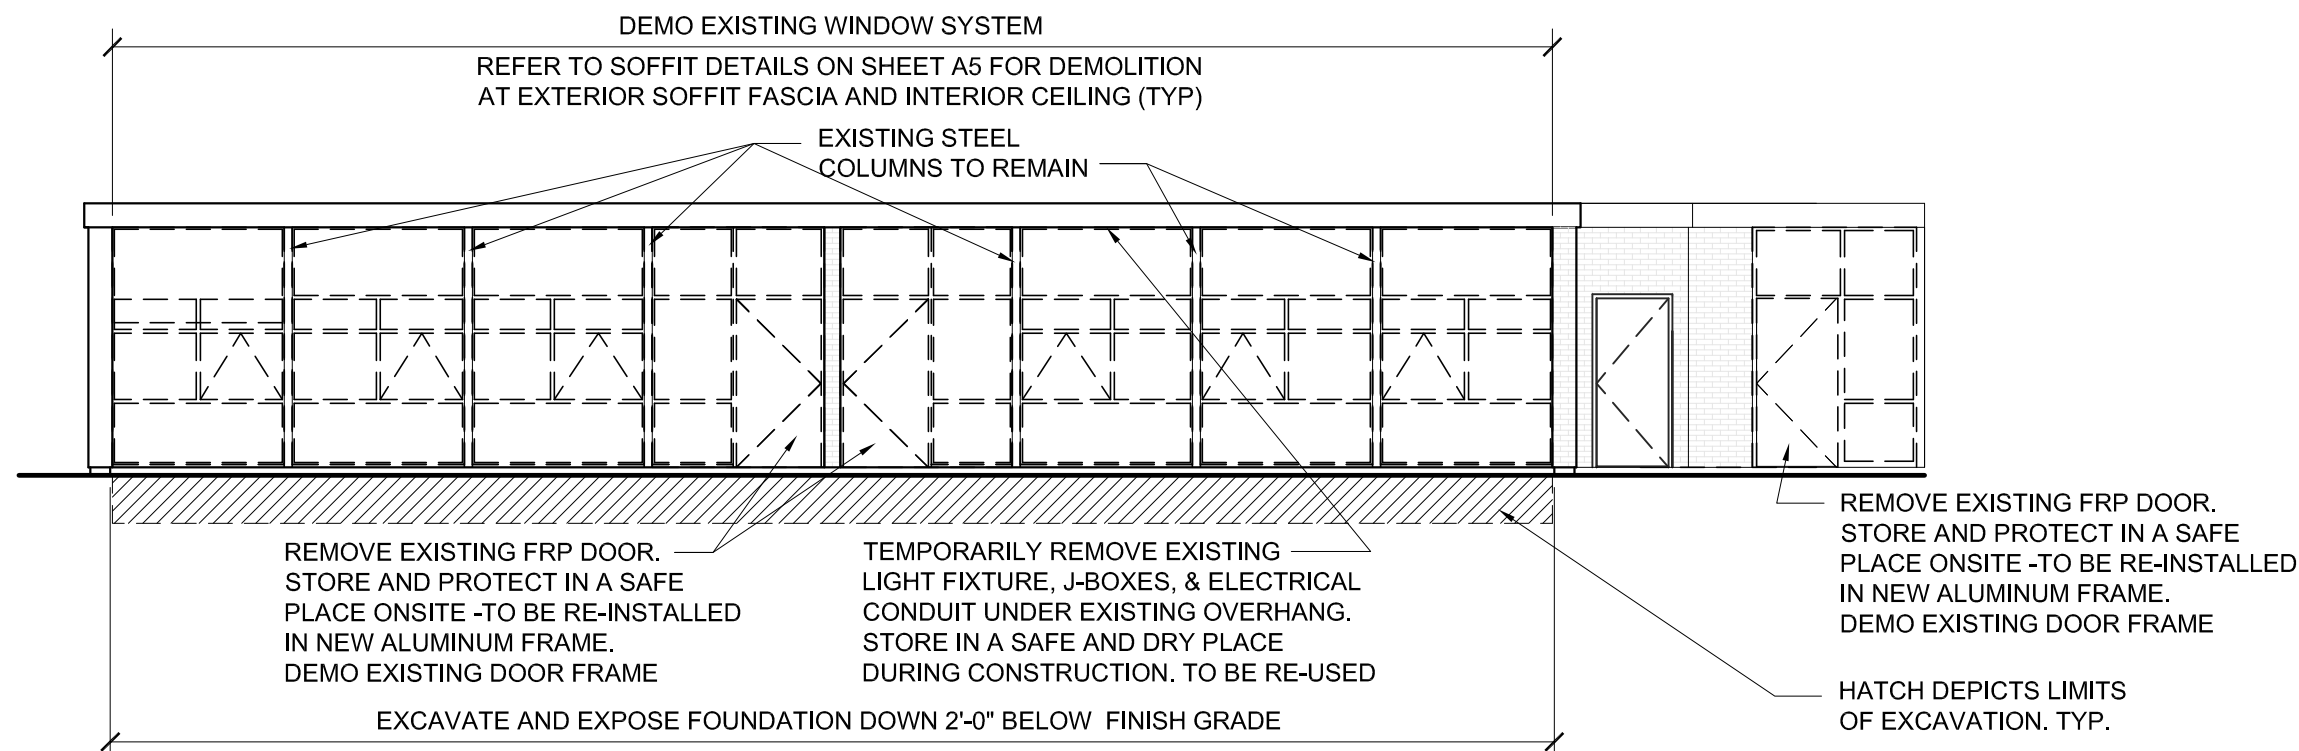 DEMO EXISTING WINDOW SYSTEM
REFER TO SOFFIT DETAILS ON SHEET A5 FOR DEMOLITION
AT EXTERIOR SOFFIT FASCIA AND INTERIOR CEILING (TYP)
EXISTING STEEL
COLUMNS TO REMAIN
REMOVE EXISTING FRP DOOR.
STORE AND PROTECT IN A SAFE
PLACE ONSITE -TO BE RE-INSTALLED
IN NEW ALUMINUM FRAME.
DEMO EXISTING DOOR FRAME
TEMPORARILY REMOVE EXISTING
LIGHT FIXTURE, J-BOXES, & ELECTRICAL
CONDUIT UNDER EXISTING OVERHANG.
STORE IN A SAFE AND DRY PLACE
DURING CONSTRUCTION. TO BE RE-USED
REMOVE EXISTING FRP DOOR.
STORE AND PROTECT IN A SAFE
PLACE ONSITE -TO BE RE-INSTALLED
IN NEW ALUMINUM FRAME.
DEMO EXISTING DOOR FRAME
HATCH DEPICTS LIMITS
OF EXCAVATION. TYP.
EXCAVATE AND EXPOSE FOUNDATION DOWN 2'-0" BELOW FINISH GRADE